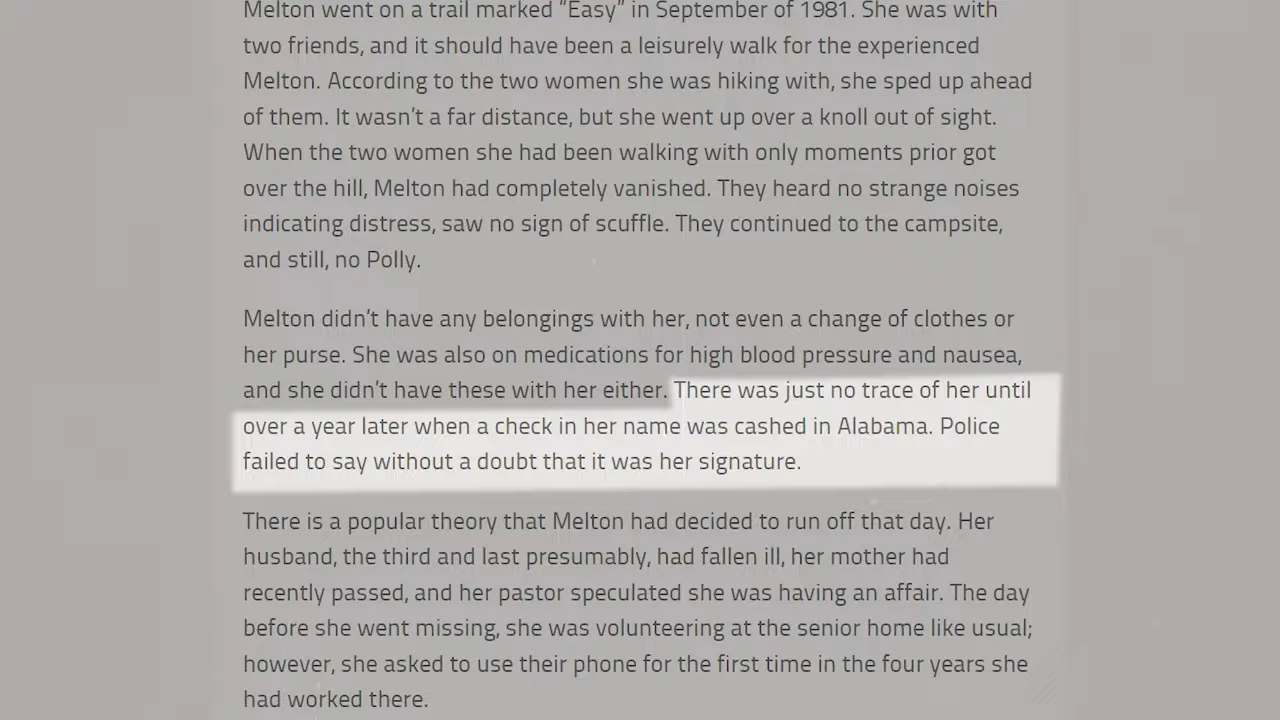 Melton went on a trail marked “Easy” in September of 1981. She was with
two friends, and it should have been a leisurely walk for the experienced
Melton. According to the two women she was hiking with, she sped up ahead
of them. It wasn’t a far distance, but she went up over a knoll out of sight.
When the two women she had been walking with only moments prior got
over the hill, Melton had completely vanished. They heard no strange noises
indicating distress, saw no sign of scuffle. They continued to the campsite,
and still, no Polly.
Melton didn’t have any belongings with her, not even a change of clothes or
her purse. She was also on medications for high blood pressure and nausea,
and she didn’t have these with her either. There was just no trace of her until
over a year later when a check in her name was cashed in Alabama. Police
failed to say without a doubt that it was her signature.
There is a popular theory that Melton had decided to run off that day. Her
husband, the third and last presumably, had fallen ill, her mother had
recently passed, and her pastor speculated she was having an affair. The day
before she went missing, she was volunteering at the senior home like usual;
however, she asked to use their phone for the first time in the four years she
had worked there.